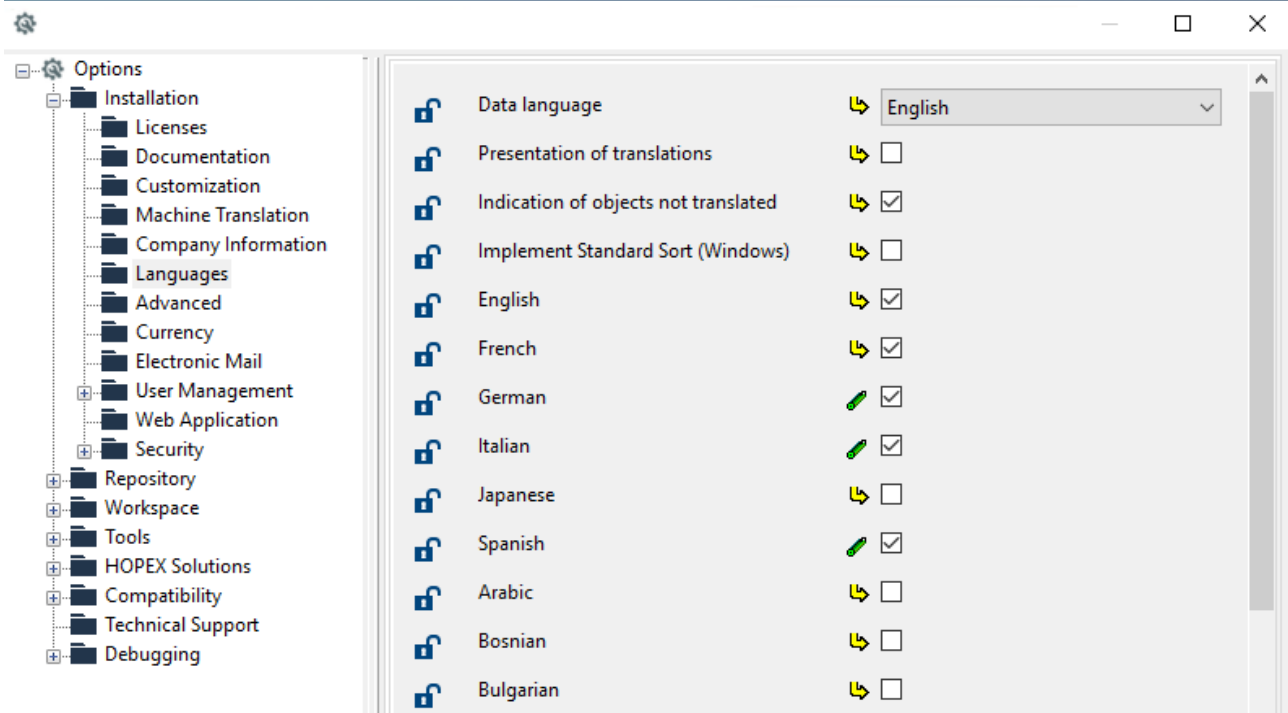 Options
Installation
Licenses
Documentation
Customization
Machine Translation
Company Information
Languages
Advanced
Currency
Electronic Mail
User Management
Web Application
Security
Repository
Workspace
Tools
HOPEX Solutions
Compatibility
Technical Support
Debugging
Data language English
Presentation of translations
Indication of objects not translated
Implement Standard Sort (Windows)
English
French
German
Italian
Japanese
Spanish
Arabic
Bosnian
Bulgarian